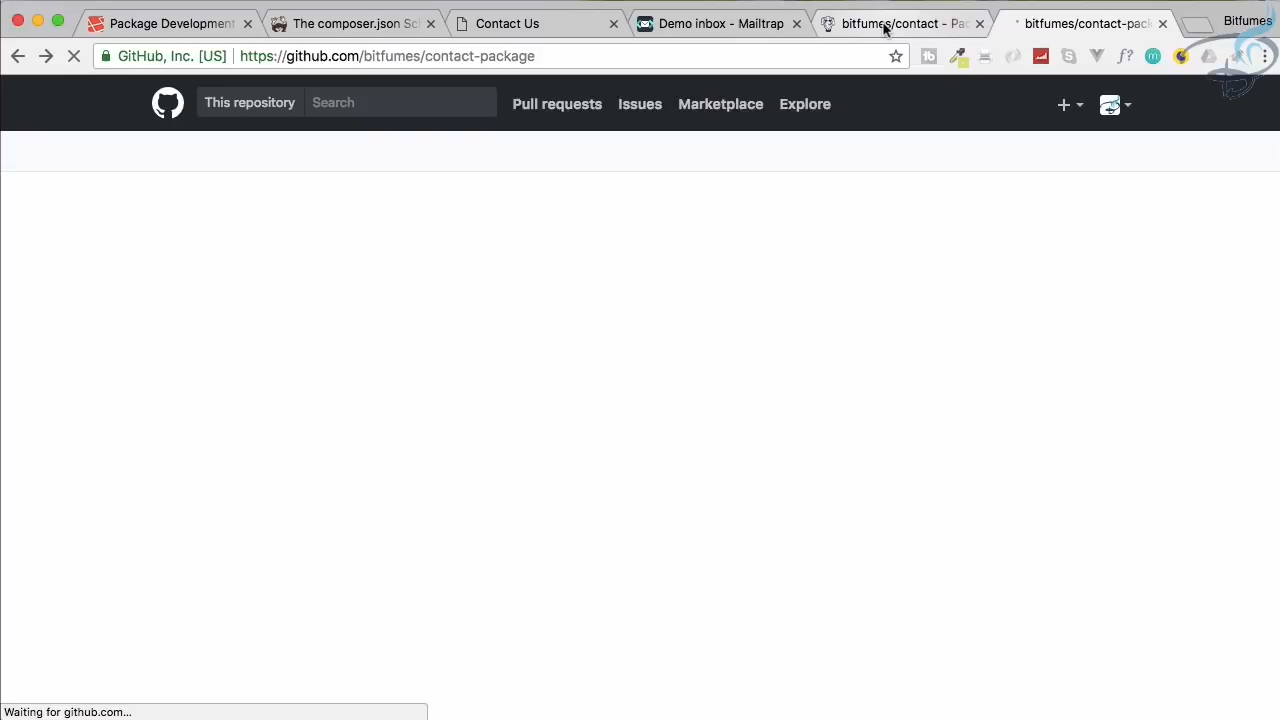 Package Development
The composer.json Sc
Contact Us
Demo inbox - Mailtrap
bitfumes/contact - Pac
bitfumes/contact-pack
Bitfumes
GitHub, Inc. [US]
https://github.com/bitfumes/contact-package
This repository
Search
Pull requests
Issues
Marketplace
Explore
Waiting for github.com...